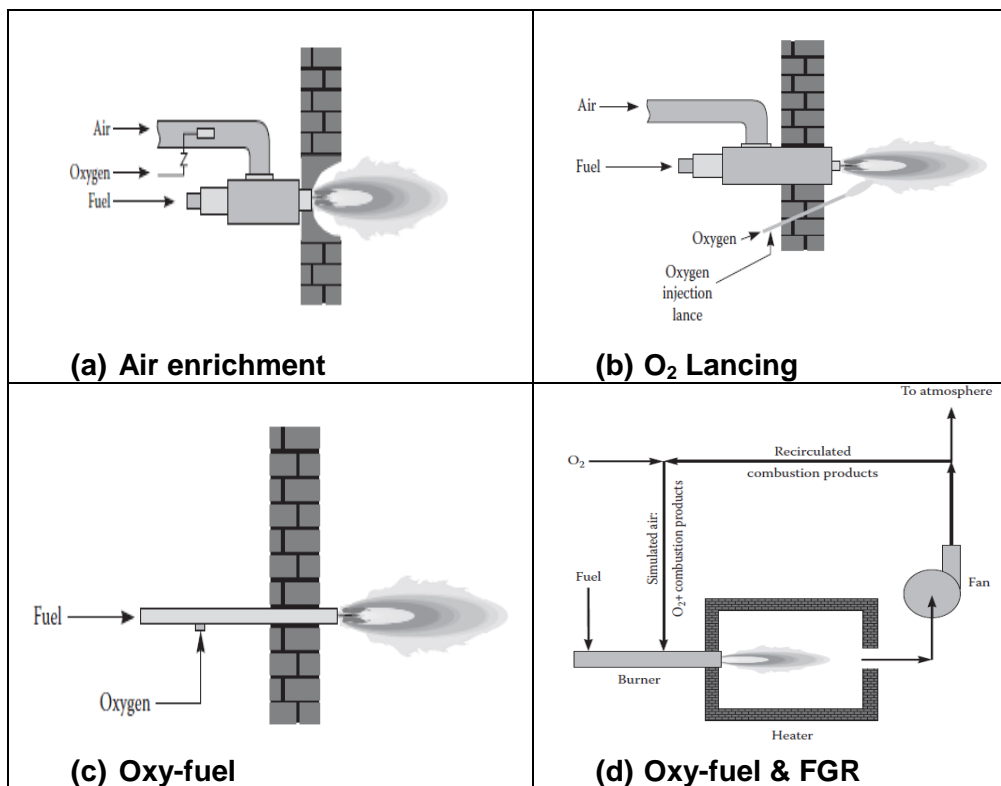 Air
Oxygen
Fuel
(a) Air enrichment
Air
Fuel
Oxygen
Oxygen
injection
lance
(b) O₂ Lancing
Fuel
Oxygen
(c) Oxy-fuel
To atmosphere
O₂
Recirculated
combustion products
Simulated air:
O₂+ combustion products
Fuel
Fan
Burner
Heater
(d) Oxy-fuel & FGR